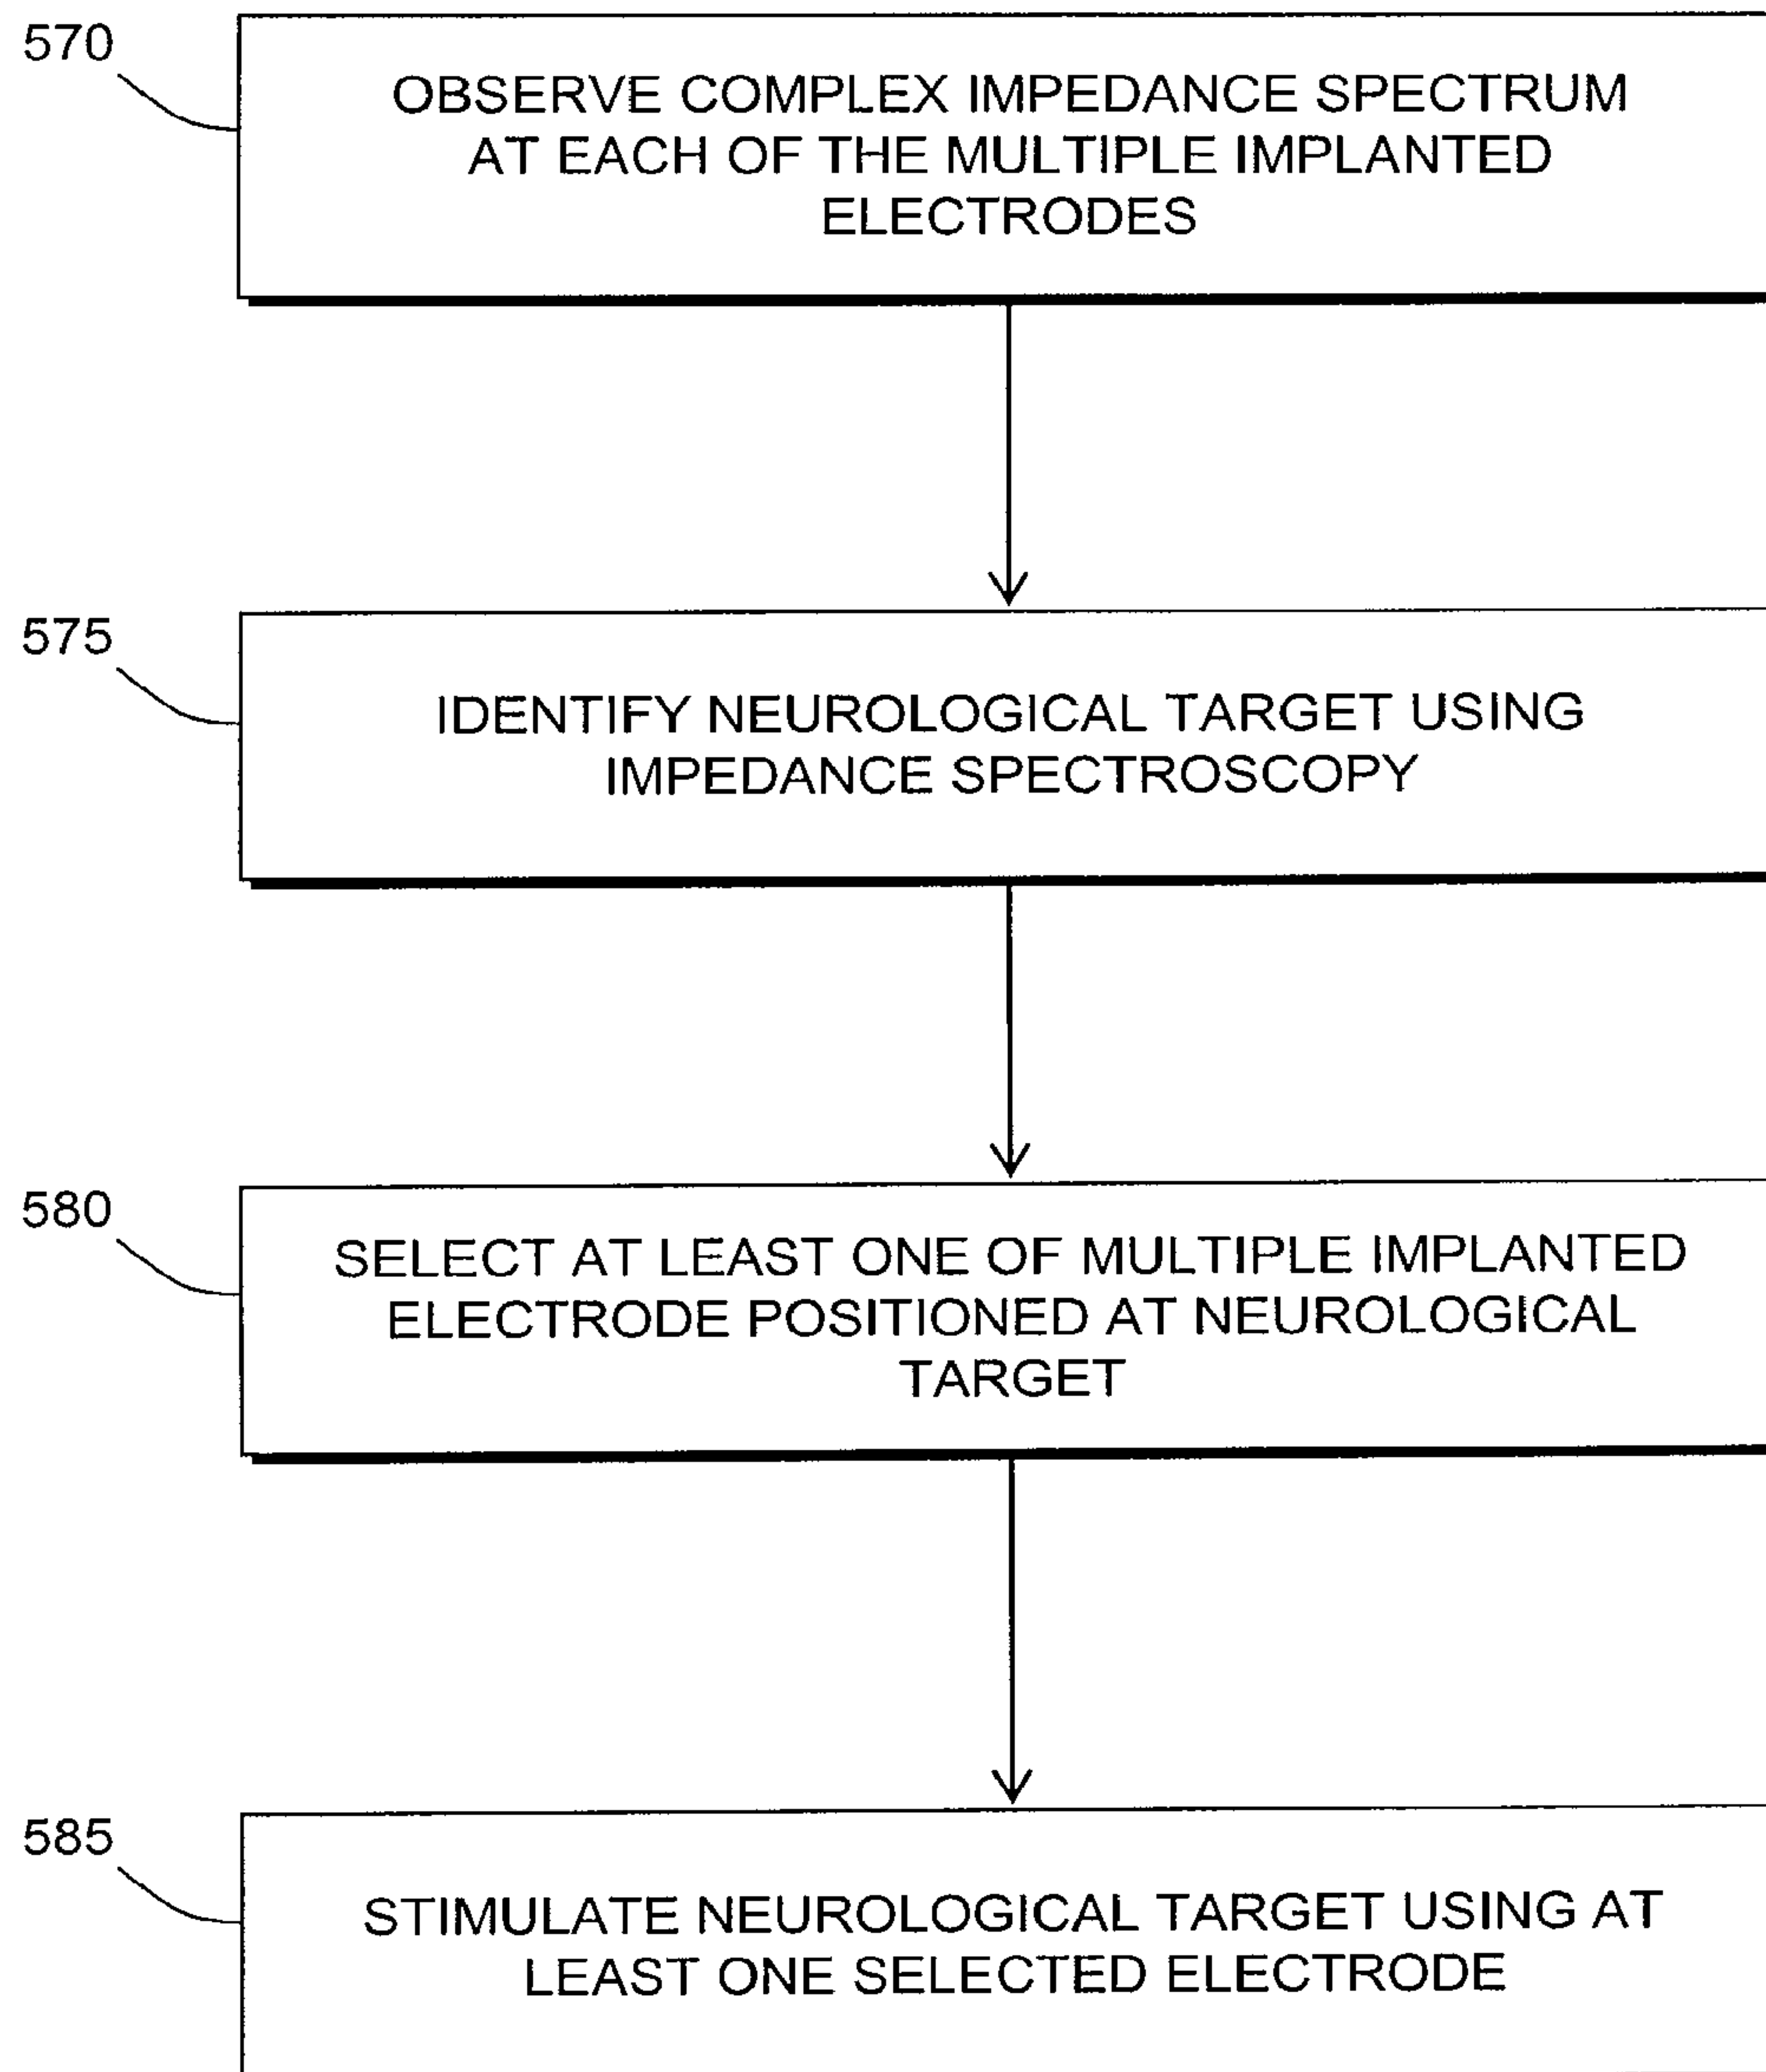 570
OBSERVE COMPLEX IMPEDANCE SPECTRUM
AT EACH OF THE MULTIPLE IMPLANTED
ELECTRODES
575
IDENTIFY NEUROLOGICAL TARGET USING
IMPEDANCE SPECTROSCOPY
580
SELECT AT LEAST ONE OF MULTIPLE IMPLANTED
ELECTRODE POSITIONED AT NEUROLOGICAL
TARGET
585
STIMULATE NEUROLOGICAL TARGET USING AT
LEAST ONE SELECTED ELECTRODE